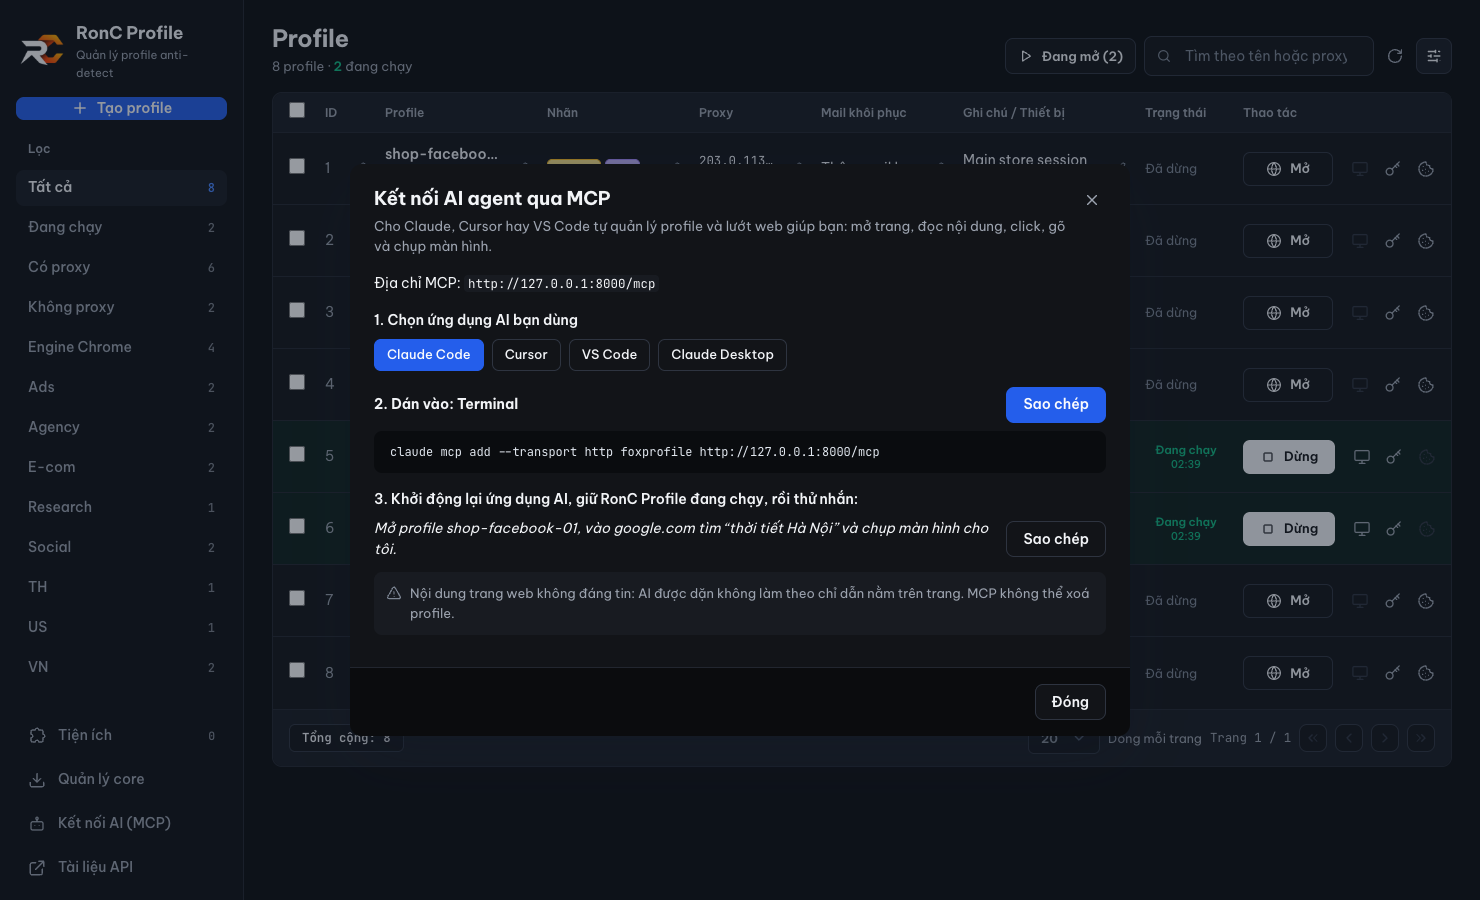 RonC Profile
Quản lý profile anti-
detect
Tạo profile
Lọc
Tất cả 8
Đang chạy 2
Có proxy 6
Không proxy 2
Engine Chrome 4
Ads 2
Agency 2
E-com 2
Research 1
Social 2
TH 1
US 1
VN 2
Tiện ích 0
Quản lý core
Kết nối AI (MCP)
Tài liệu API
Profile
8 profile · 2 đang chạy
Đang mở (2)
Tìm theo tên hoặc proxy
ID Profile Nhãn Proxy Mail khôi phục Ghi chú / Thiết bị Trạng thái Thao tác
1 shop-faceboo... 203.0.113… Main store session Đã dừng Mở
2 Đã dừng Mở
3 Đã dừng Mở
4 Đã dừng Mở
5 Đang chạy Dừng
02:39
6 Đang chạy Dừng
02:39
7 Đã dừng Mở
8 Đã dừng Mở
Tổng cộng: 8
20 Dòng mỗi trang Trang 1 / 1
Kết nối AI agent qua MCP
Cho Claude, Cursor hay VS Code tự quản lý profile và lướt web giúp bạn: mở trang, đọc nội dung, click, gõ
và chụp màn hình.
Địa chỉ MCP: http://127.0.0.1:8000/mcp
1. Chọn ứng dụng AI bạn dùng
Claude Code Cursor VS Code Claude Desktop
2. Dán vào: Terminal
Sao chép
claude mcp add --transport http foxprofile http://127.0.0.1:8000/mcp
3. Khởi động lại ứng dụng AI, giữ RonC Profile đang chạy, rồi thử nhắn:
Mở profile shop-facebook-01, vào google.com tìm “thời tiết Hà Nội” và chụp màn hình cho
tôi.
Sao chép
Nội dung trang web không đáng tin: AI được dặn không làm theo chỉ dẫn nằm trên trang. MCP không thể xoá
profile.
Đóng